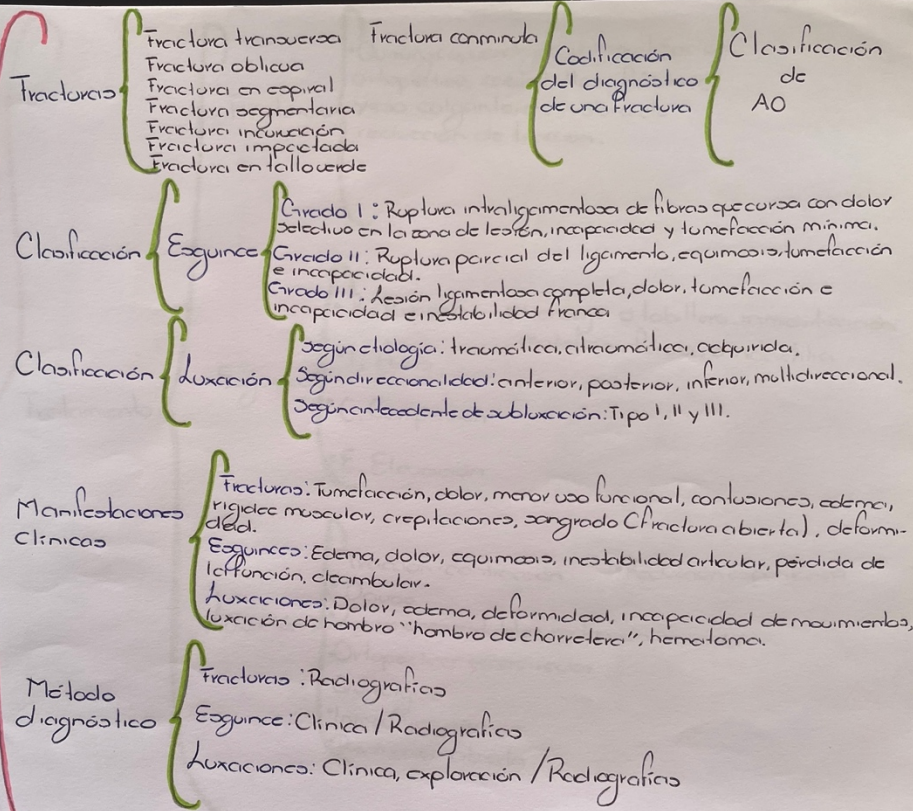 Fracturas
Fractura transversa
Fractura oblicua
Fractura en espiral
Fractura segmentaria
Fractura incurvación
Fractura impactada
Fractura en tallo verde
Fractura conminuta
Codificación
del diagnóstico
de una fractura
Clasificación
de
AO
Clasificación
Esguince
Grado I: Ruptura intraligamentosa de fibras que cursa con dolor
selectivo en la zona de lesión, incapacidad y tumefacción mínima.
Grado II: Ruptura parcial del ligamento, equimosis, tumefacción
e incapacidad.
Grado III: Lesión ligamentosa completa, dolor, tumefacción e
incapacidad e inestabilidad franca
Clasificación
Luxación
Según etiología: traumática, atraumática, adquirida.
Según direccionalidad: anterior, posterior, inferior, multidireccional.
Según antecedente de subluxación: Tipo I, II y III.
Manifestaciones
Clínicas
Fracturas: Tumefacción, dolor, menor uso funcional, contusiones, edema,
rigidez muscular, crepitaciones, sangrado (fractura abierta), deformi-
dad.
Esguinces: Edema, dolor, equimosis, inestabilidad articular, pérdida de
la función, deambular.
Luxaciones: Dolor, edema, deformidad, incapacidad de movimientos,
luxación de hombro "hombro de charretera", hematoma.
Método
diagnóstico
Fracturas: Radiografías
Esguince: Clínica / Radiografías
Luxaciones: Clínica, exploración / Radiografías